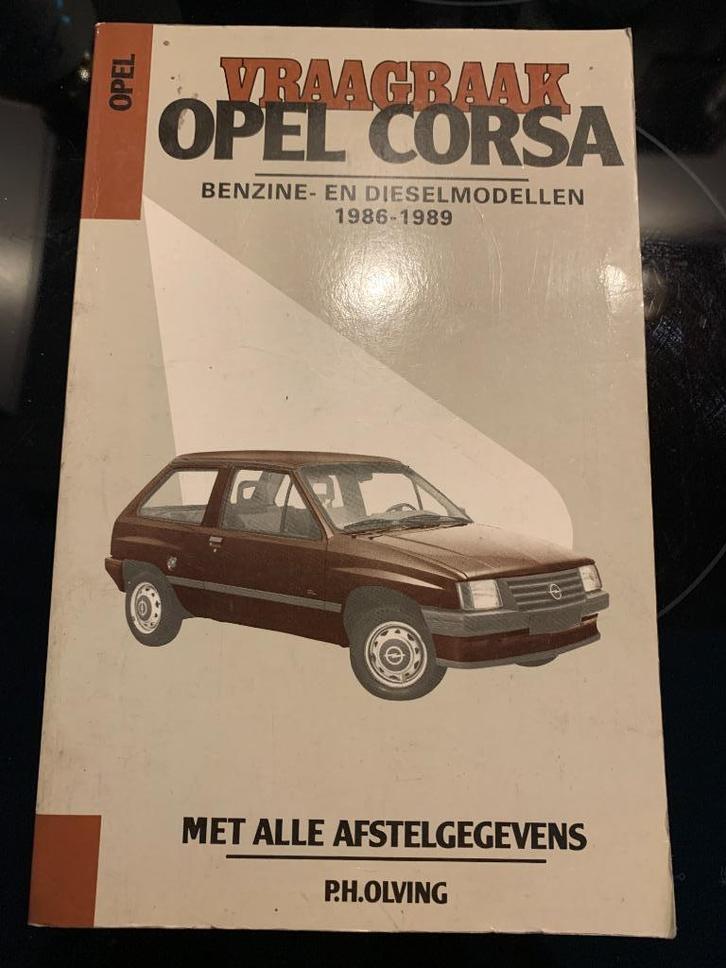 OPEL
VRAAGBAAK
OPEL CORSA
BENZINE- EN DIESELMODELLEN
1986-1989
MET ALLE AFSTELGEGEVENS
P.H.OLVING